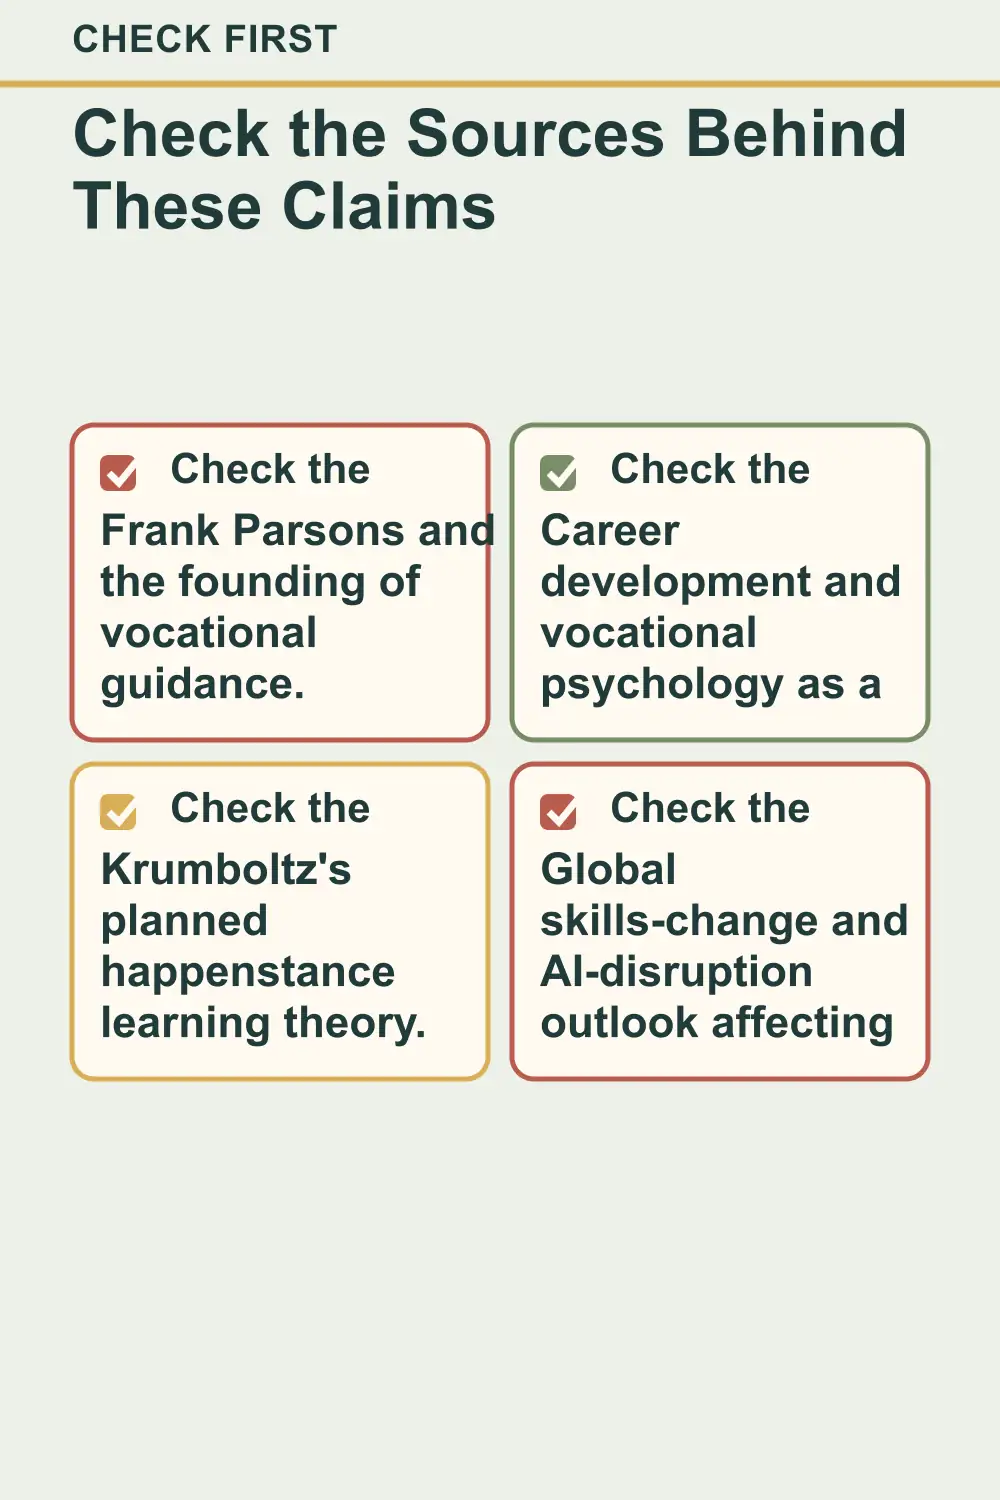 CHECK FIRST
Check the Sources Behind
These Claims
Check the
Frank Parsons and
the founding of
vocational
guidance.
Check the
Career
development and
vocational
psychology as a
Check the
Krumboltz's
planned
happenstance
learning theory.
Check the
Global
skills-change and
AI-disruption
outlook affecting